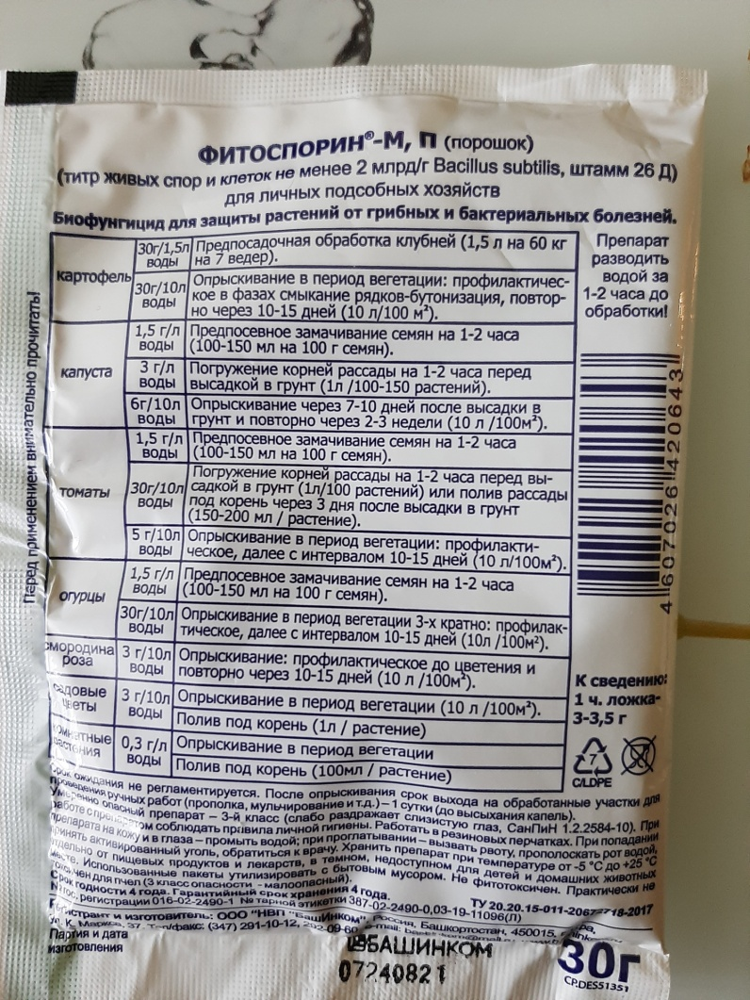 ФИТОСПОРИН®-М, П (порошок)
(титр живых спор и клеток не менее 2 млрд/г Bacillus subtilis, штамм 26 Д)
для личных подсобных хозяйств
Биофунгицид для защиты растений от грибных и бактериальных болезней.
картофель
30г/1,5л воды
Предпосадочная обработка клубней (1,5 л на 60 кг
на 7 ведер).
30г/10л воды
Опрыскивание в период вегетации: профилактичес-
кое в фазах смыкание рядков-бутонизация, повтор-
но через 10-15 дней (10 л/100 м²).
капуста
1,5 г/л воды
Предпосевное замачивание семян на 1-2 часа
(100-150 мл на 100 г семян).
3 г/л воды
Погружение корней рассады на 1-2 часа перед
высадкой в грунт (1л /100-150 растений).
6г/10л воды
Опрыскивание через 7-10 дней после высадки в
грунт и повторно через 2-3 недели (10 л /100м²).
томаты
1,5 г/л воды
Предпосевное замачивание семян на 1-2 часа
(100-150 мл на 100 г семян).
30г/10л воды
Погружение корней рассады на 1-2 часа перед вы-
садкой в грунт (1л/100 растений) или полив рассады
под корень через 3 дня после высадки в грунт
(150-200 мл / растение).
5 г/10л воды
Опрыскивание в период вегетации: профилакти-
ческое, далее с интервалом 10-15 дней (10 л/100м²).
огурцы
1,5 г/л воды
Предпосевное замачивание семян на 1-2 часа
(100-150 мл на 100 г семян).
30г/10л воды
Опрыскивание в период вегетации 3-х кратно: профилак-
тическое, далее с интервалом 10-15 дней (10л /100м²).
смородина
роза
3 г/10л воды
Опрыскивание: профилактическое до цветения и
повторно через 10-15 дней (10 л /100м²).
садовые
цветы
3 г/10л воды
Опрыскивание в период вегетации (10 л /100м²).
Полив под корень (1л / растение)
комнатные
растения
0,3 г/л воды
Опрыскивание в период вегетации
Полив под корень (100мл / растение)
Препарат
разводить
водой за
1-2 часа до
обработки!
4 607026 420643
К сведению:
1 ч. ложка-
3-3,5 г
7
C/LDPE
Перед применением внимательно прочитать!
Срок ожидания не регламентируется. После опрыскивания срок выхода на обработанные участки для
проведения ручных работ (прополка, мульчирование и т.д.) – 1 сутки (до высыхания капель).
Умеренно опасный препарат – 3-й класс (слабо раздражает слизистую глаз, СанПиН 1.2.2584-10). При
работе с препаратом соблюдать правила личной гигиены. Работать в резиновых перчатках. При попадании
препарата на кожу и в глаза – промыть водой; при проглатывании – вызвать рвоту, прополоскать рот водой,
принять активированный уголь, обратиться к врачу. Хранить препарат при температуре от -5 °С до +25 °С
отдельно от пищевых продуктов и лекарств, в темном, недоступном для детей и домашних животных
месте. Использованные пакеты утилизировать с бытовым мусором. Не фитотоксичен. Практически не
токсичен для пчел (3 класс опасности - малоопасный).
Срок годности 4 года. Гарантийный срок хранения 4 года.
ТУ 20.20.15-011-20672718-2017
№ гос. регистрации 016-02-2490-1 № тарной этикетки 387-02-2490-0,03-19-11096(Л)
Регистрант и изготовитель: ООО "НВП "БашИнком", Россия, Башкортостан, 450015,
ул. К. Маркса, 37. Тел/факс: (347) 291-10-12,
Партия и дата
изготовления
БАШИНКОМ
07240821
30г
CP.DES51351